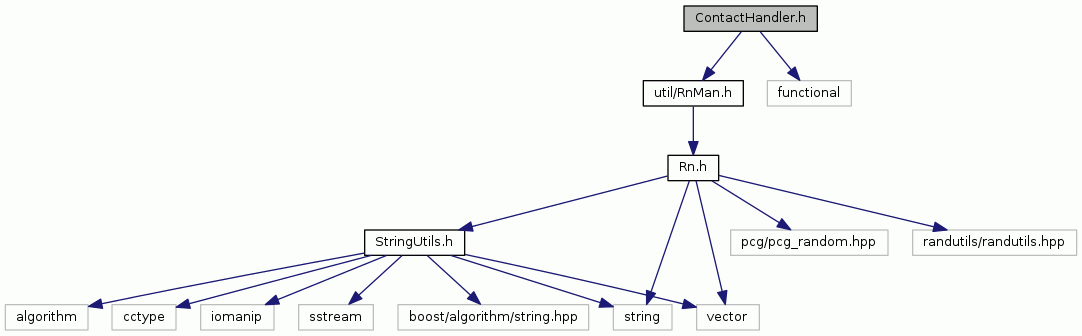 ContactHandler.h
util/RnMan.h
functional
Rn.h
StringUtils.h
pcg/pcg_random.hpp
randutils/randutils.hpp
algorithm
cctype
iomanip
sstream
boost/algorithm/string.hpp
string
vector